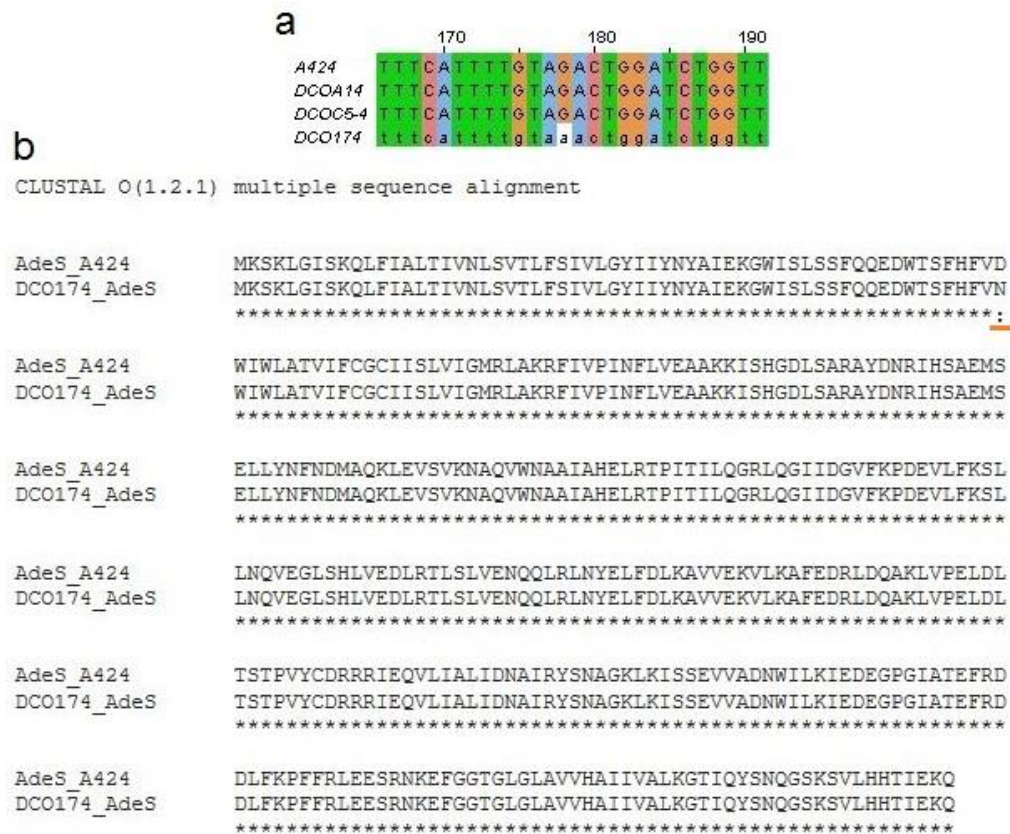 a
170 180 190
A424 TTTCATTTTGTAGACTGGATCTGGTT
DCOA14 TTTCATTTTGTAGACTGGATCTGGTT
DCOC5-4 TTTCATTTTGTAGACTGGATCTGGTT
DCO174 tttcattttgtaaactggatctggtt
b
CLUSTAL O(1.2.1) multiple sequence alignment
AdeS_A424 MKSKLGISKQLFIALTIVNLSVTLFSIVLGYIIYNYAIEKGWISLSSFQQEDWTSFHFVD
DCO174_AdeS MKSKLGISKQLFIALTIVNLSVTLFSIVLGYIIYNYAIEKGWISLSSFQQEDWTSFHFVN
***********************************************************:
AdeS_A424 WIWLATVIFCGCIISLVIGMRLAKRFIVPINFLVEAAKKISHGDLSARAYDNRIHSAEMS
DCO174_AdeS WIWLATVIFCGCIISLVIGMRLAKRFIVPINFLVEAAKKISHGDLSARAYDNRIHSAEMS
************************************************************
AdeS_A424 ELLYNFNDMAQKLEVSVKNAQVWNAAIAHELRTPITILQGRLQGIIDGVFKPDEVLFKSL
DCO174_AdeS ELLYNFNDMAQKLEVSVKNAQVWNAAIAHELRTPITILQGRLQGIIDGVFKPDEVLFKSL
************************************************************
AdeS_A424 LNQVEGLSHLVEDLRTLSLVENQQLRLNYELFDLKAVVEKVLKAFEDRLDQAKLVPELDL
DCO174_AdeS LNQVEGLSHLVEDLRTLSLVENQQLRLNYELFDLKAVVEKVLKAFEDRLDQAKLVPELDL
************************************************************
AdeS_A424 TSTPVYCDRRRIEQVLIALIDNAIRYSNAGKLKISSEVVADNWILKIEDEGPGIATEFRD
DCO174_AdeS TSTPVYCDRRRIEQVLIALIDNAIRYSNAGKLKISSEVVADNWILKIEDEGPGIATEFRD
************************************************************
AdeS_A424 DLFKPFFRLEESRNKEFGGTGLGLAVVHAIIVALKGTIQYSNQGSKSVLHHTIEKQ
DCO174_AdeS DLFKPFFRLEESRNKEFGGTGLGLAVVHAIIVALKGTIQYSNQGSKSVLHHTIEKQ
********************************************************